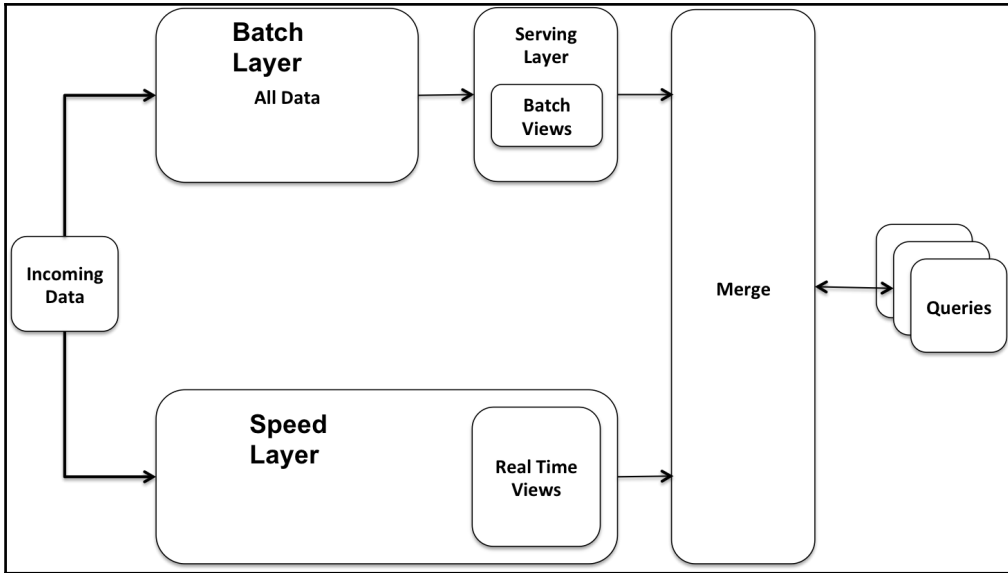 Batch
Layer
All Data
Serving
Layer
Batch
Views
Incoming
Data
Merge
Queries
Speed
Layer
Real Time
Views